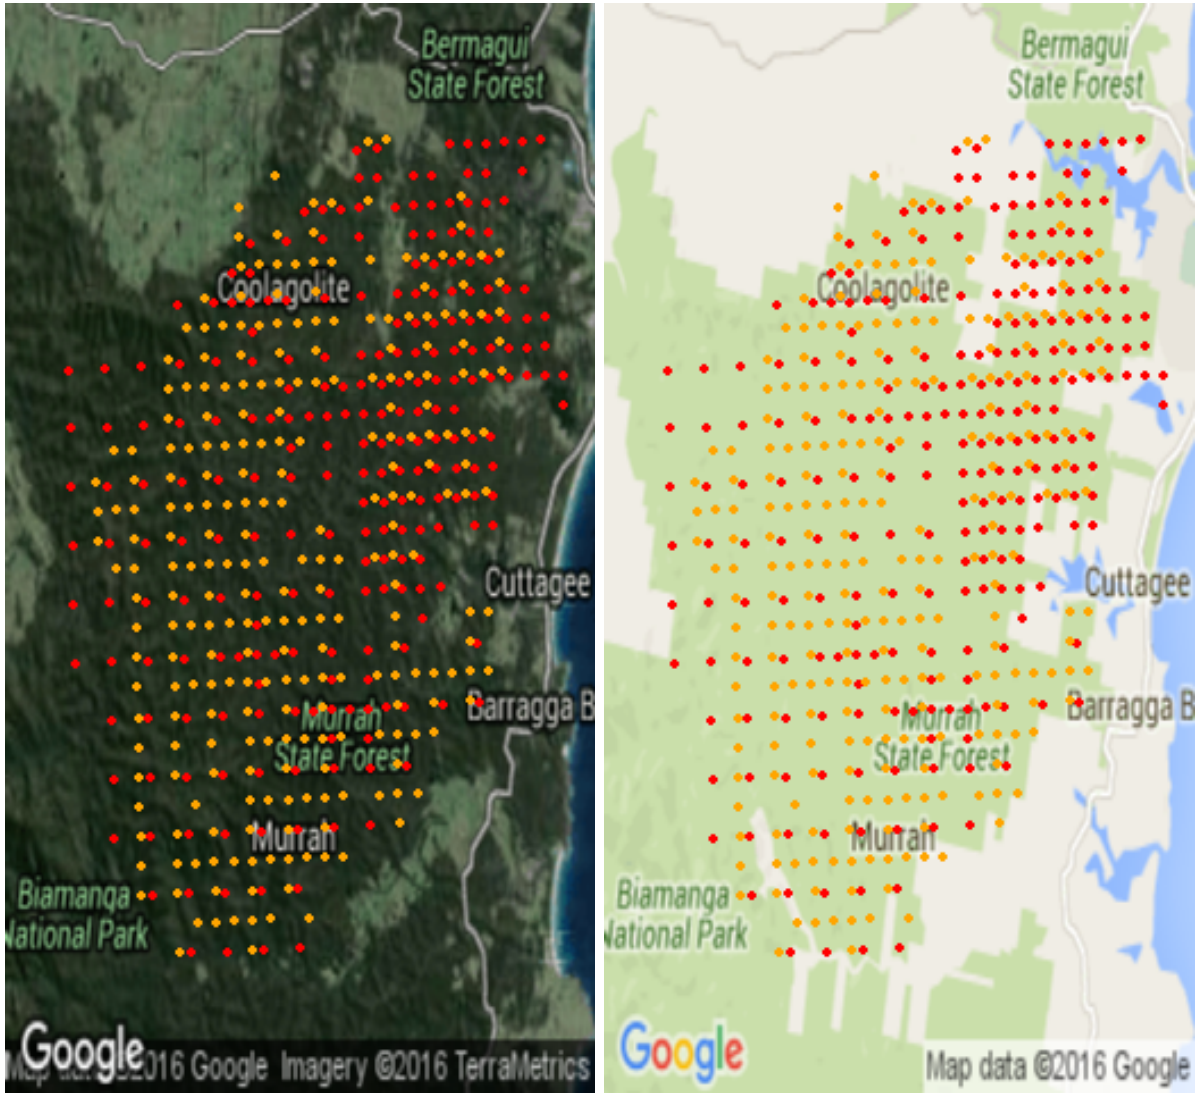 Bermagui
State Forest
Coolagolite
Cuttagee
Barragga B
Murrah
State Forest
Murrah
Biamanga
National Park
Google
2016 Google Imagery ©2016 TerraMetrics
Bermagui
State Forest
Coolagolite
Cuttagee
Barragga B
Murrah
State Forest
Murrah
Biamanga
National Park
Google
Map data ©2016 Google